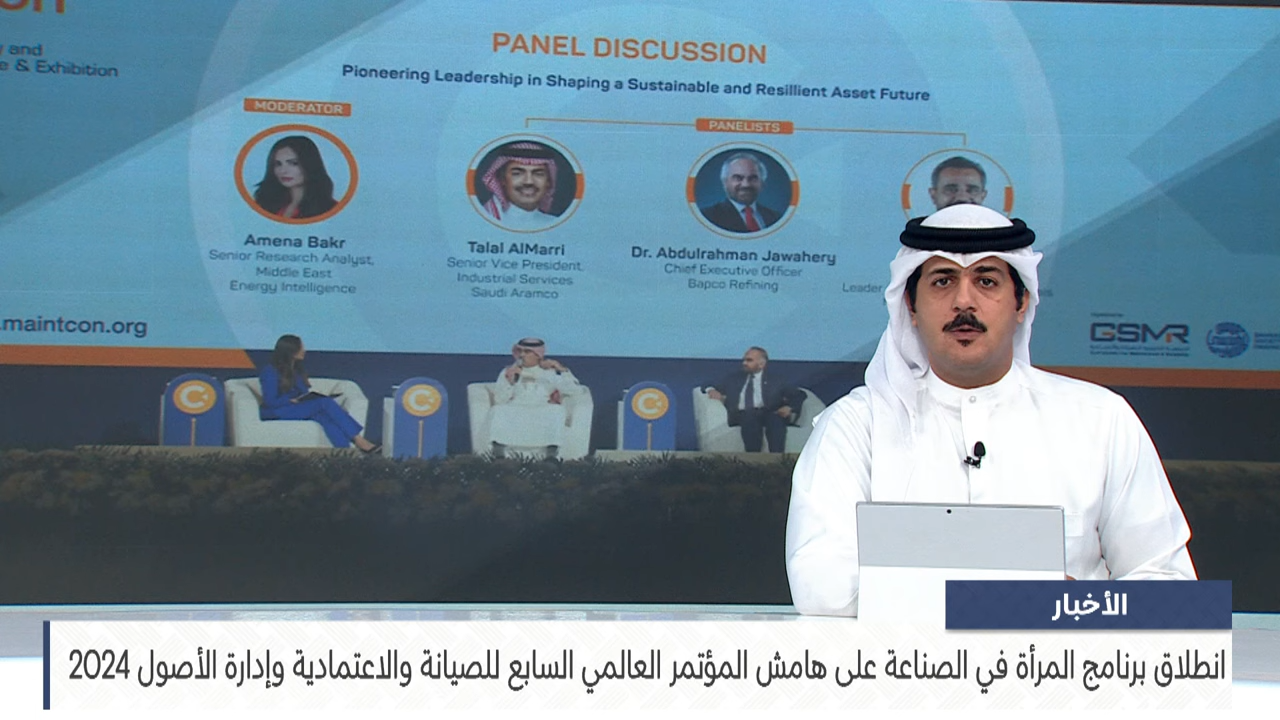 PANEL DISCUSSION
Pioneering Leadership in Shaping a Sustainable and Resillient Asset Future
and
& Exhibition
MODERATOR
PANELISTS
Amena Bakr
Senior Research Analyst,
Middle East
Energy Intelligence
Talal AlMarri
Senior Vice President,
Industrial Services
Saudi Aramco
Dr. Abdulrahman Jawahery
Chief Executive Officer
Bapco Refining
Leader
.maintcon.org
GSMR
الأخبار
انطلاق برنامج المرأة في الصناعة على هامش المؤتمر العالمي السابع للصيانة والاعتمادية وإدارة الأصول 2024